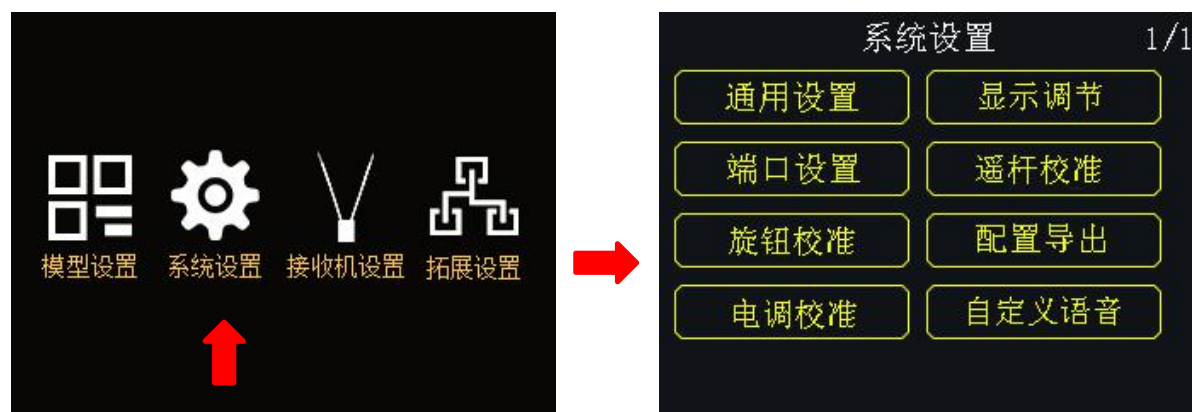 模型设置 系统设置 接收机设置 拓展设置
系统设置 1/1
通用设置 显示调节
端口设置 遥杆校准
旋钮校准 配置导出
电调校准 自定义语音